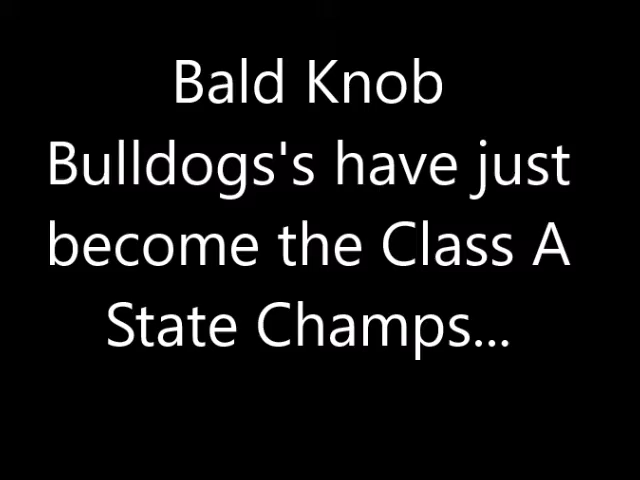 Bald Knob
Bulldogs's have just
become the Class A
State Champs...